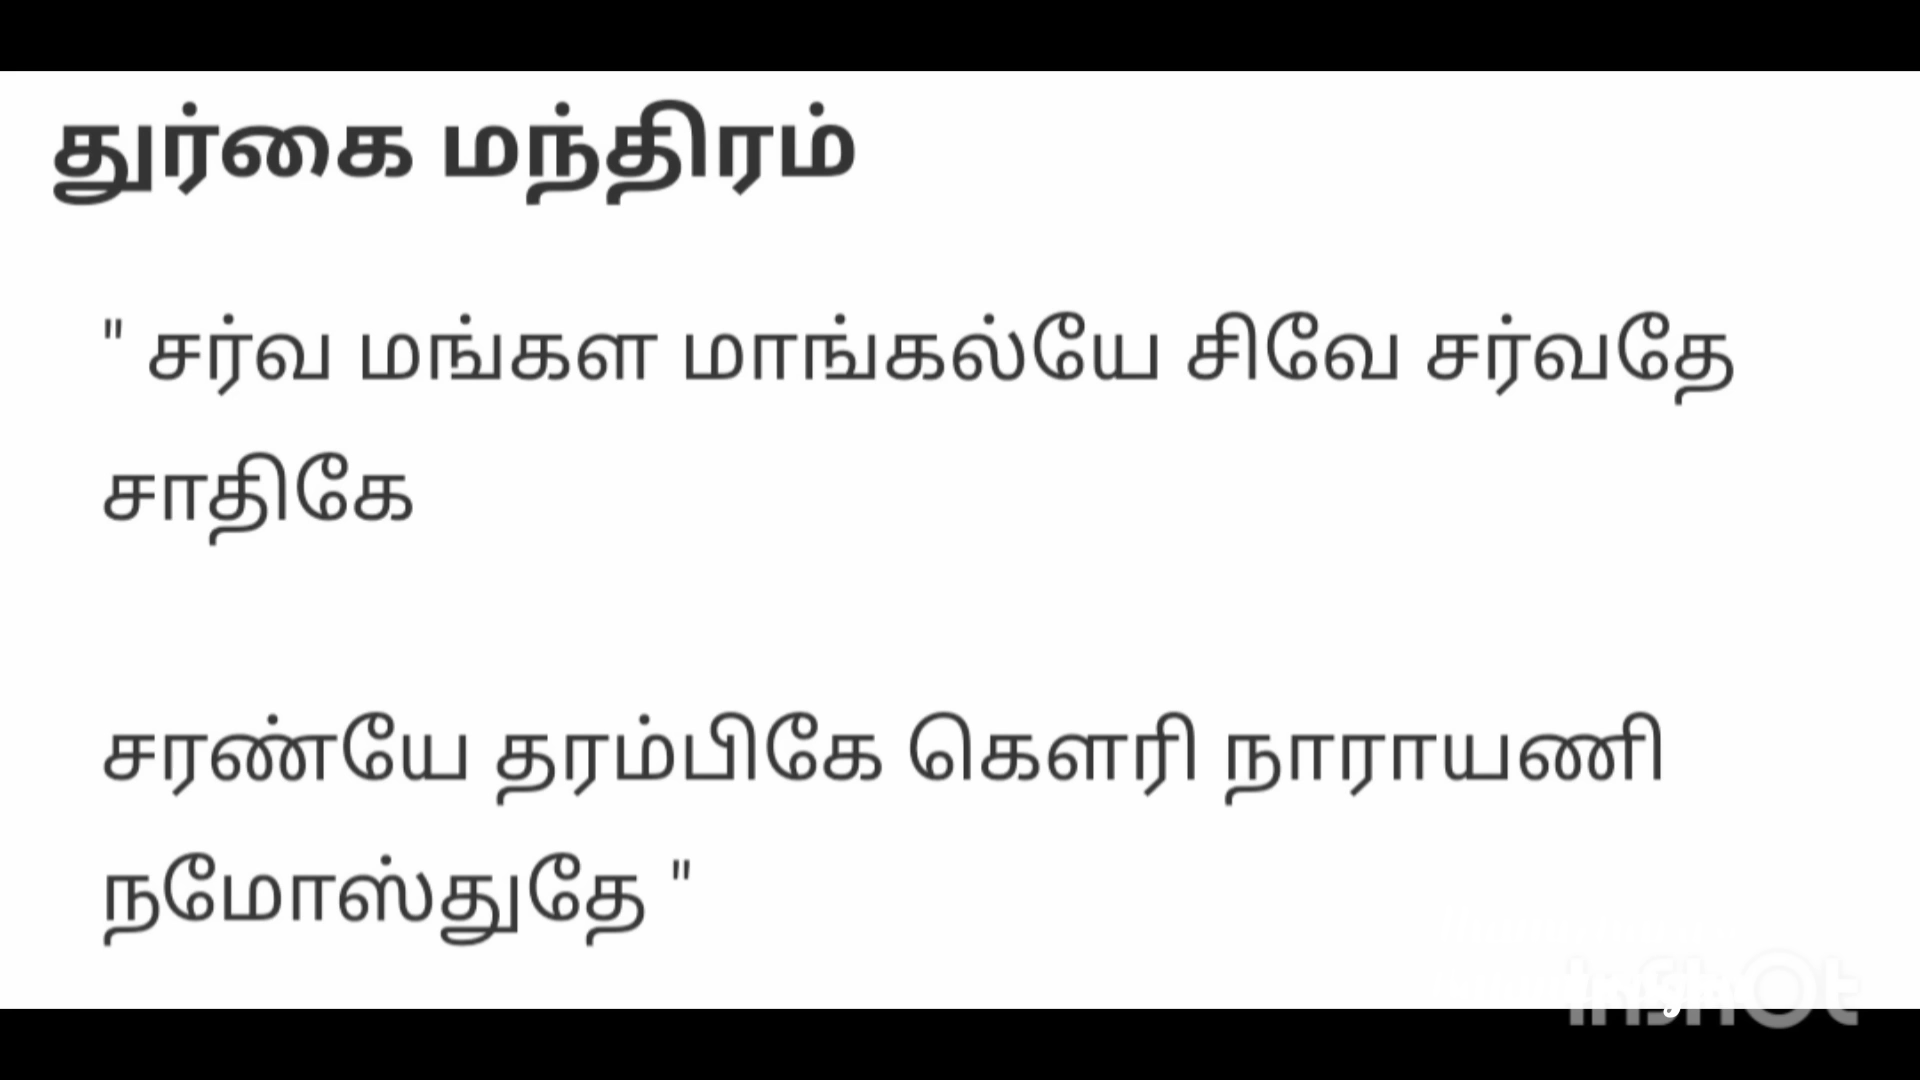 துர்கை மந்திரம்
" சர்வ மங்கள மாங்கல்யே சிவே சர்வதே
சாதிகே
சரண்யே தரம்பிகே கௌரி நாராயணி
நமோஸ்துதே "
InShOt